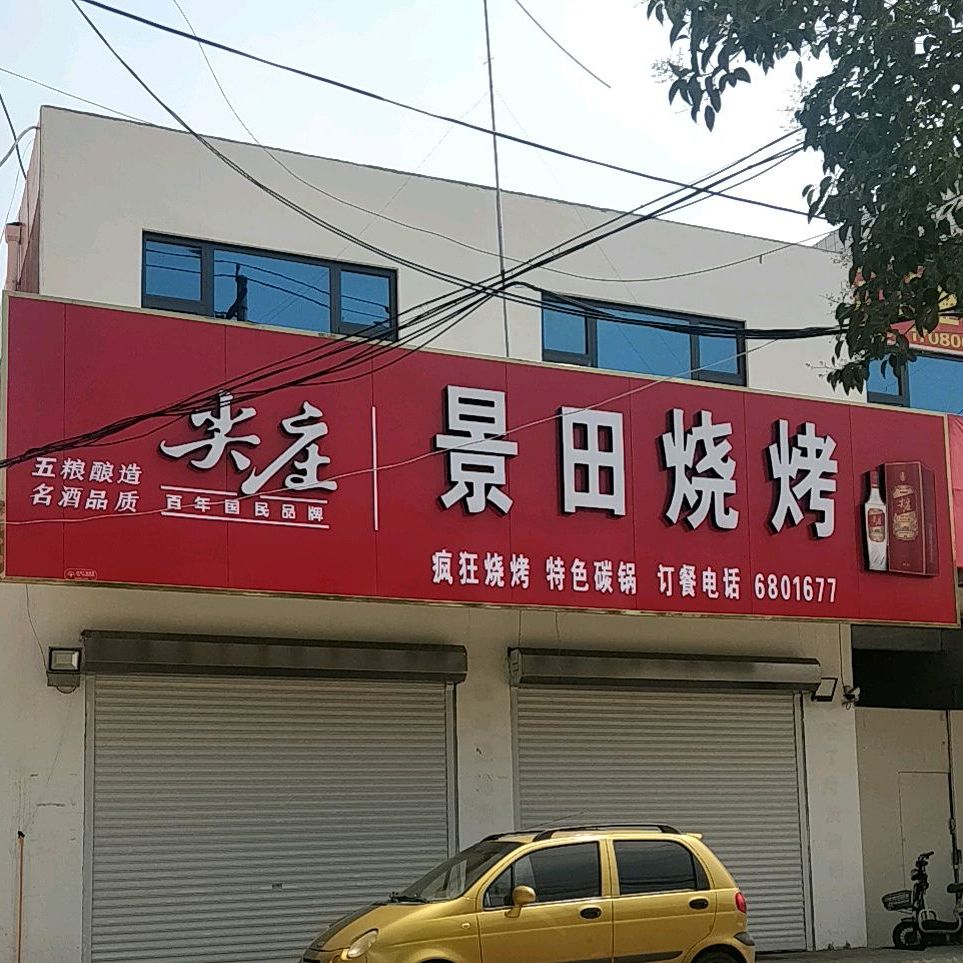 五粮酿造
名酒品质
尖庄
百年国民品牌
景田烧烤
疯狂烧烤 特色碳锅 订餐电话 6801677